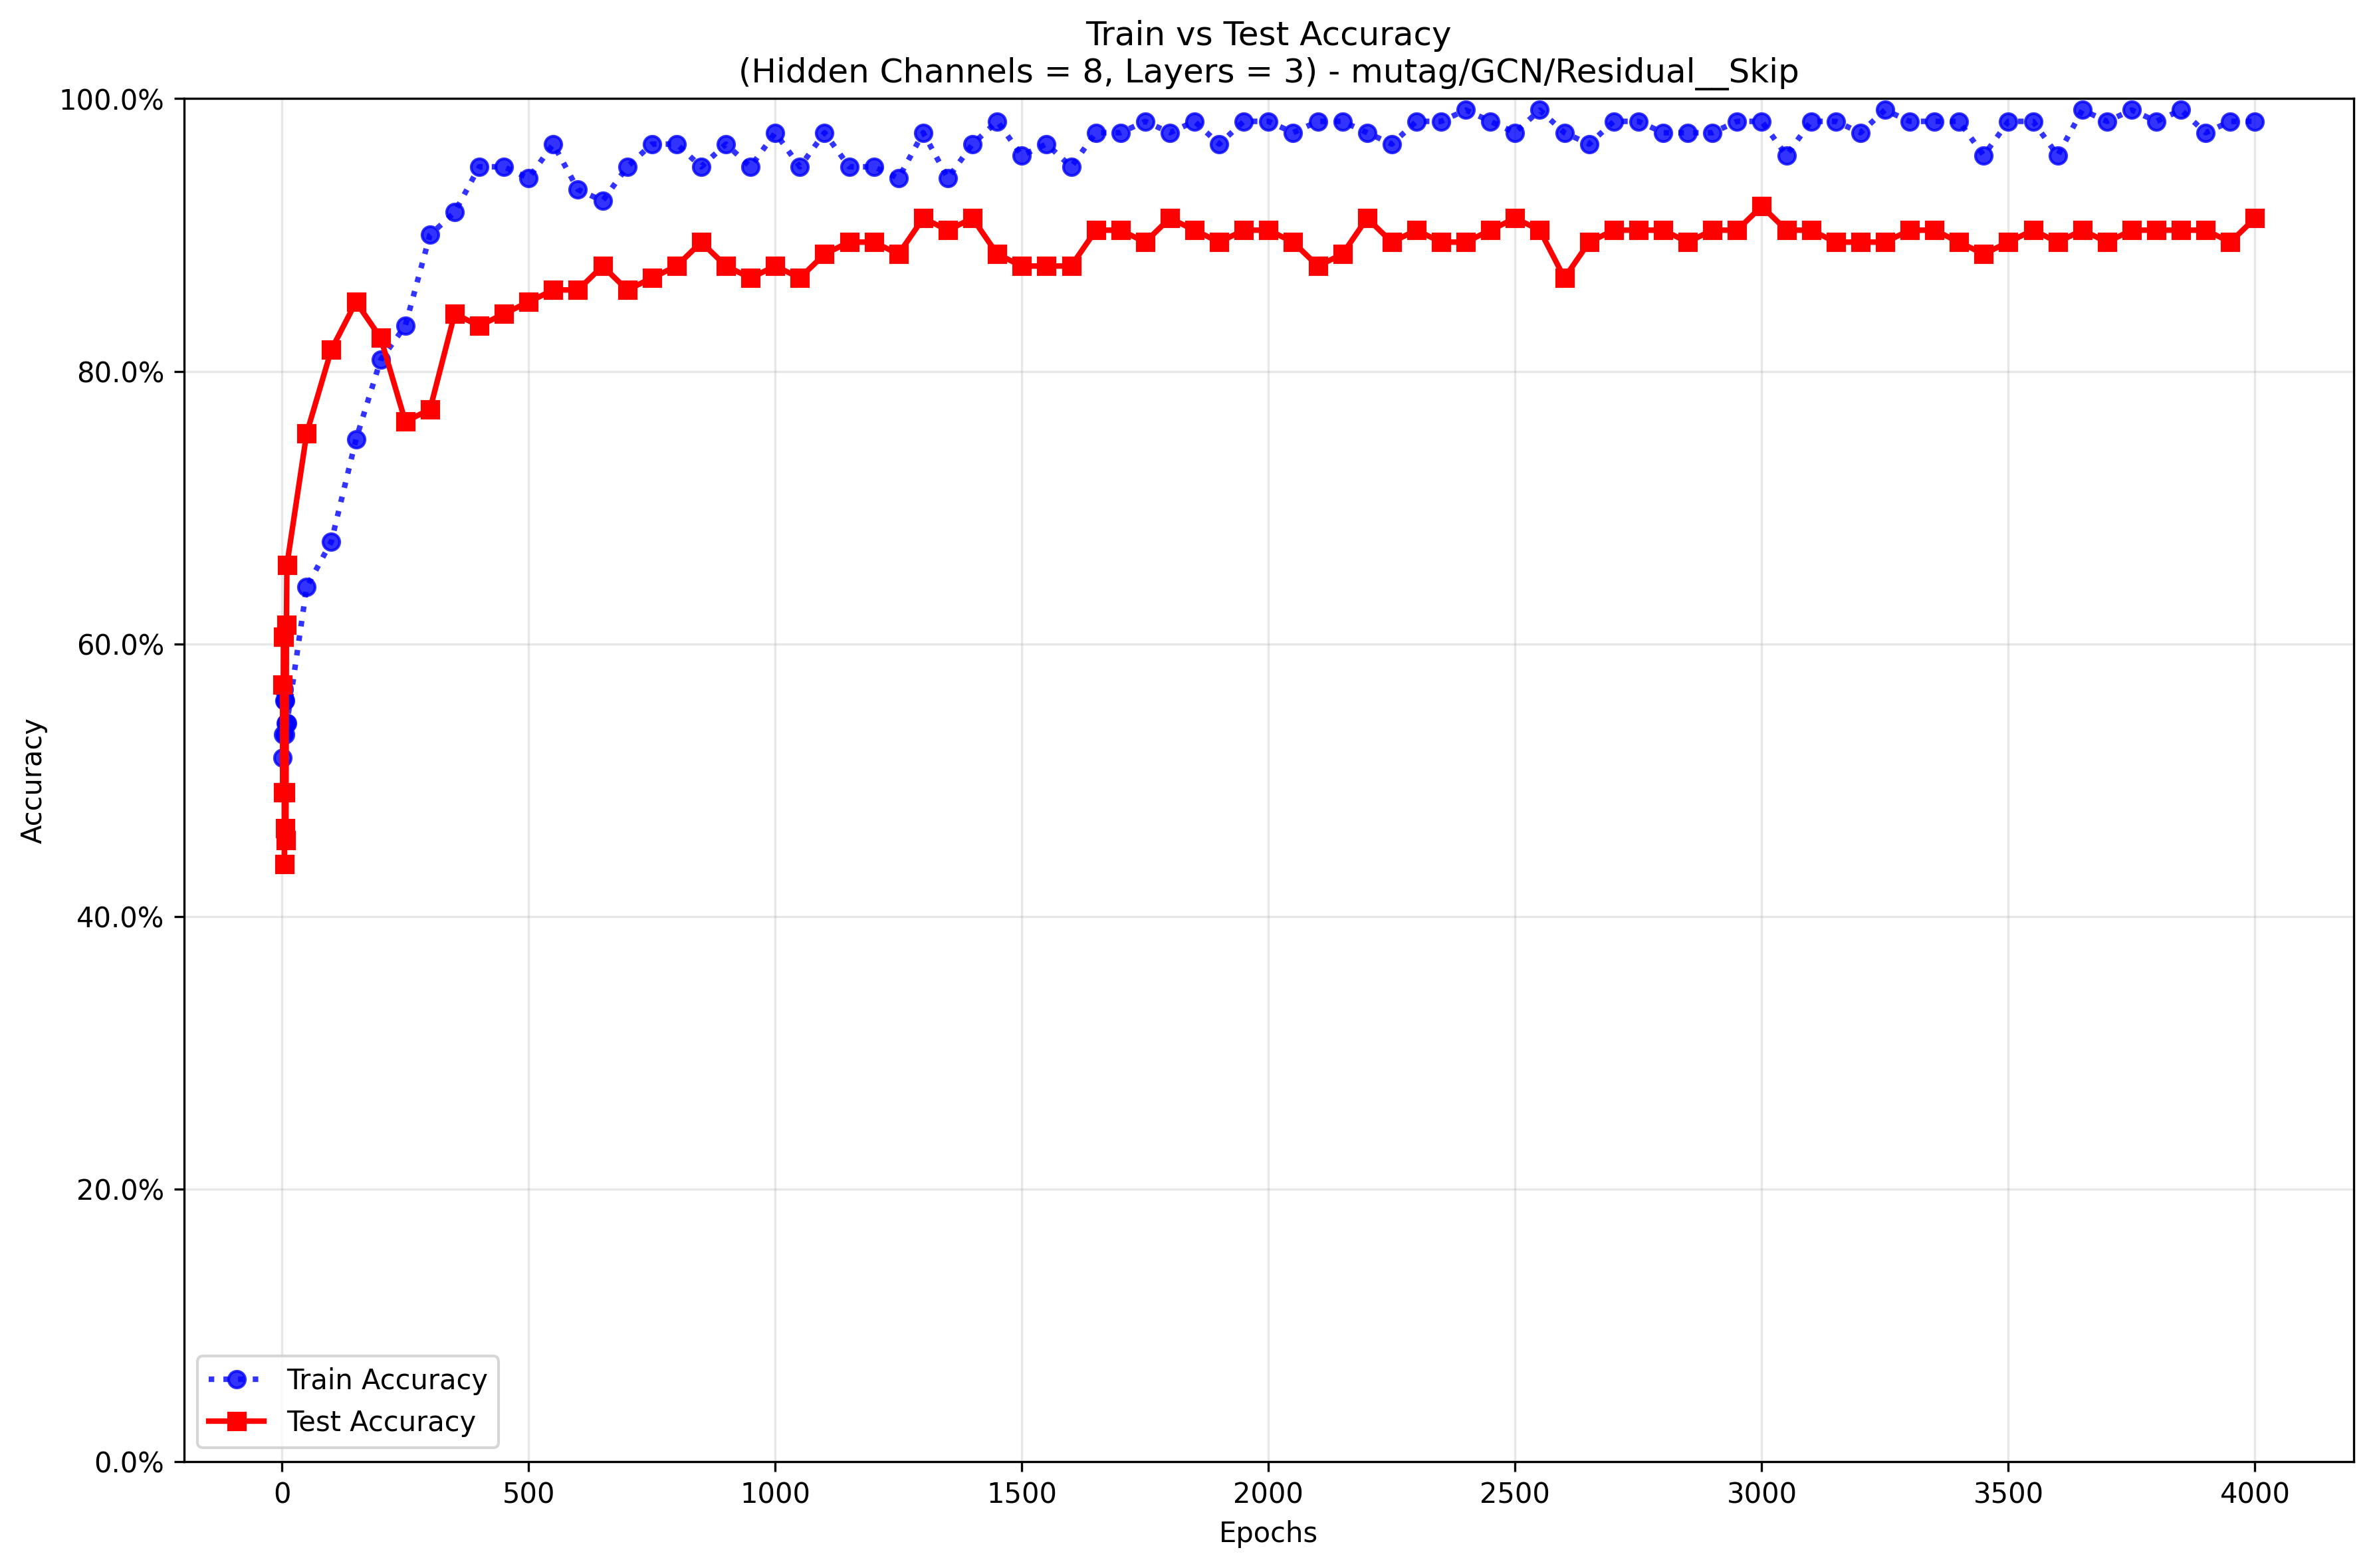 Train vs Test Accuracy
(Hidden Channels = 8, Layers = 3) - mutag/GCN/Residual__Skip
100.0%
80.0%
60.0%
40.0%
20.0%
0.0%
Accuracy
Train Accuracy
Test Accuracy
0 500 1000 1500 2000 2500 3000 3500 4000
Epochs